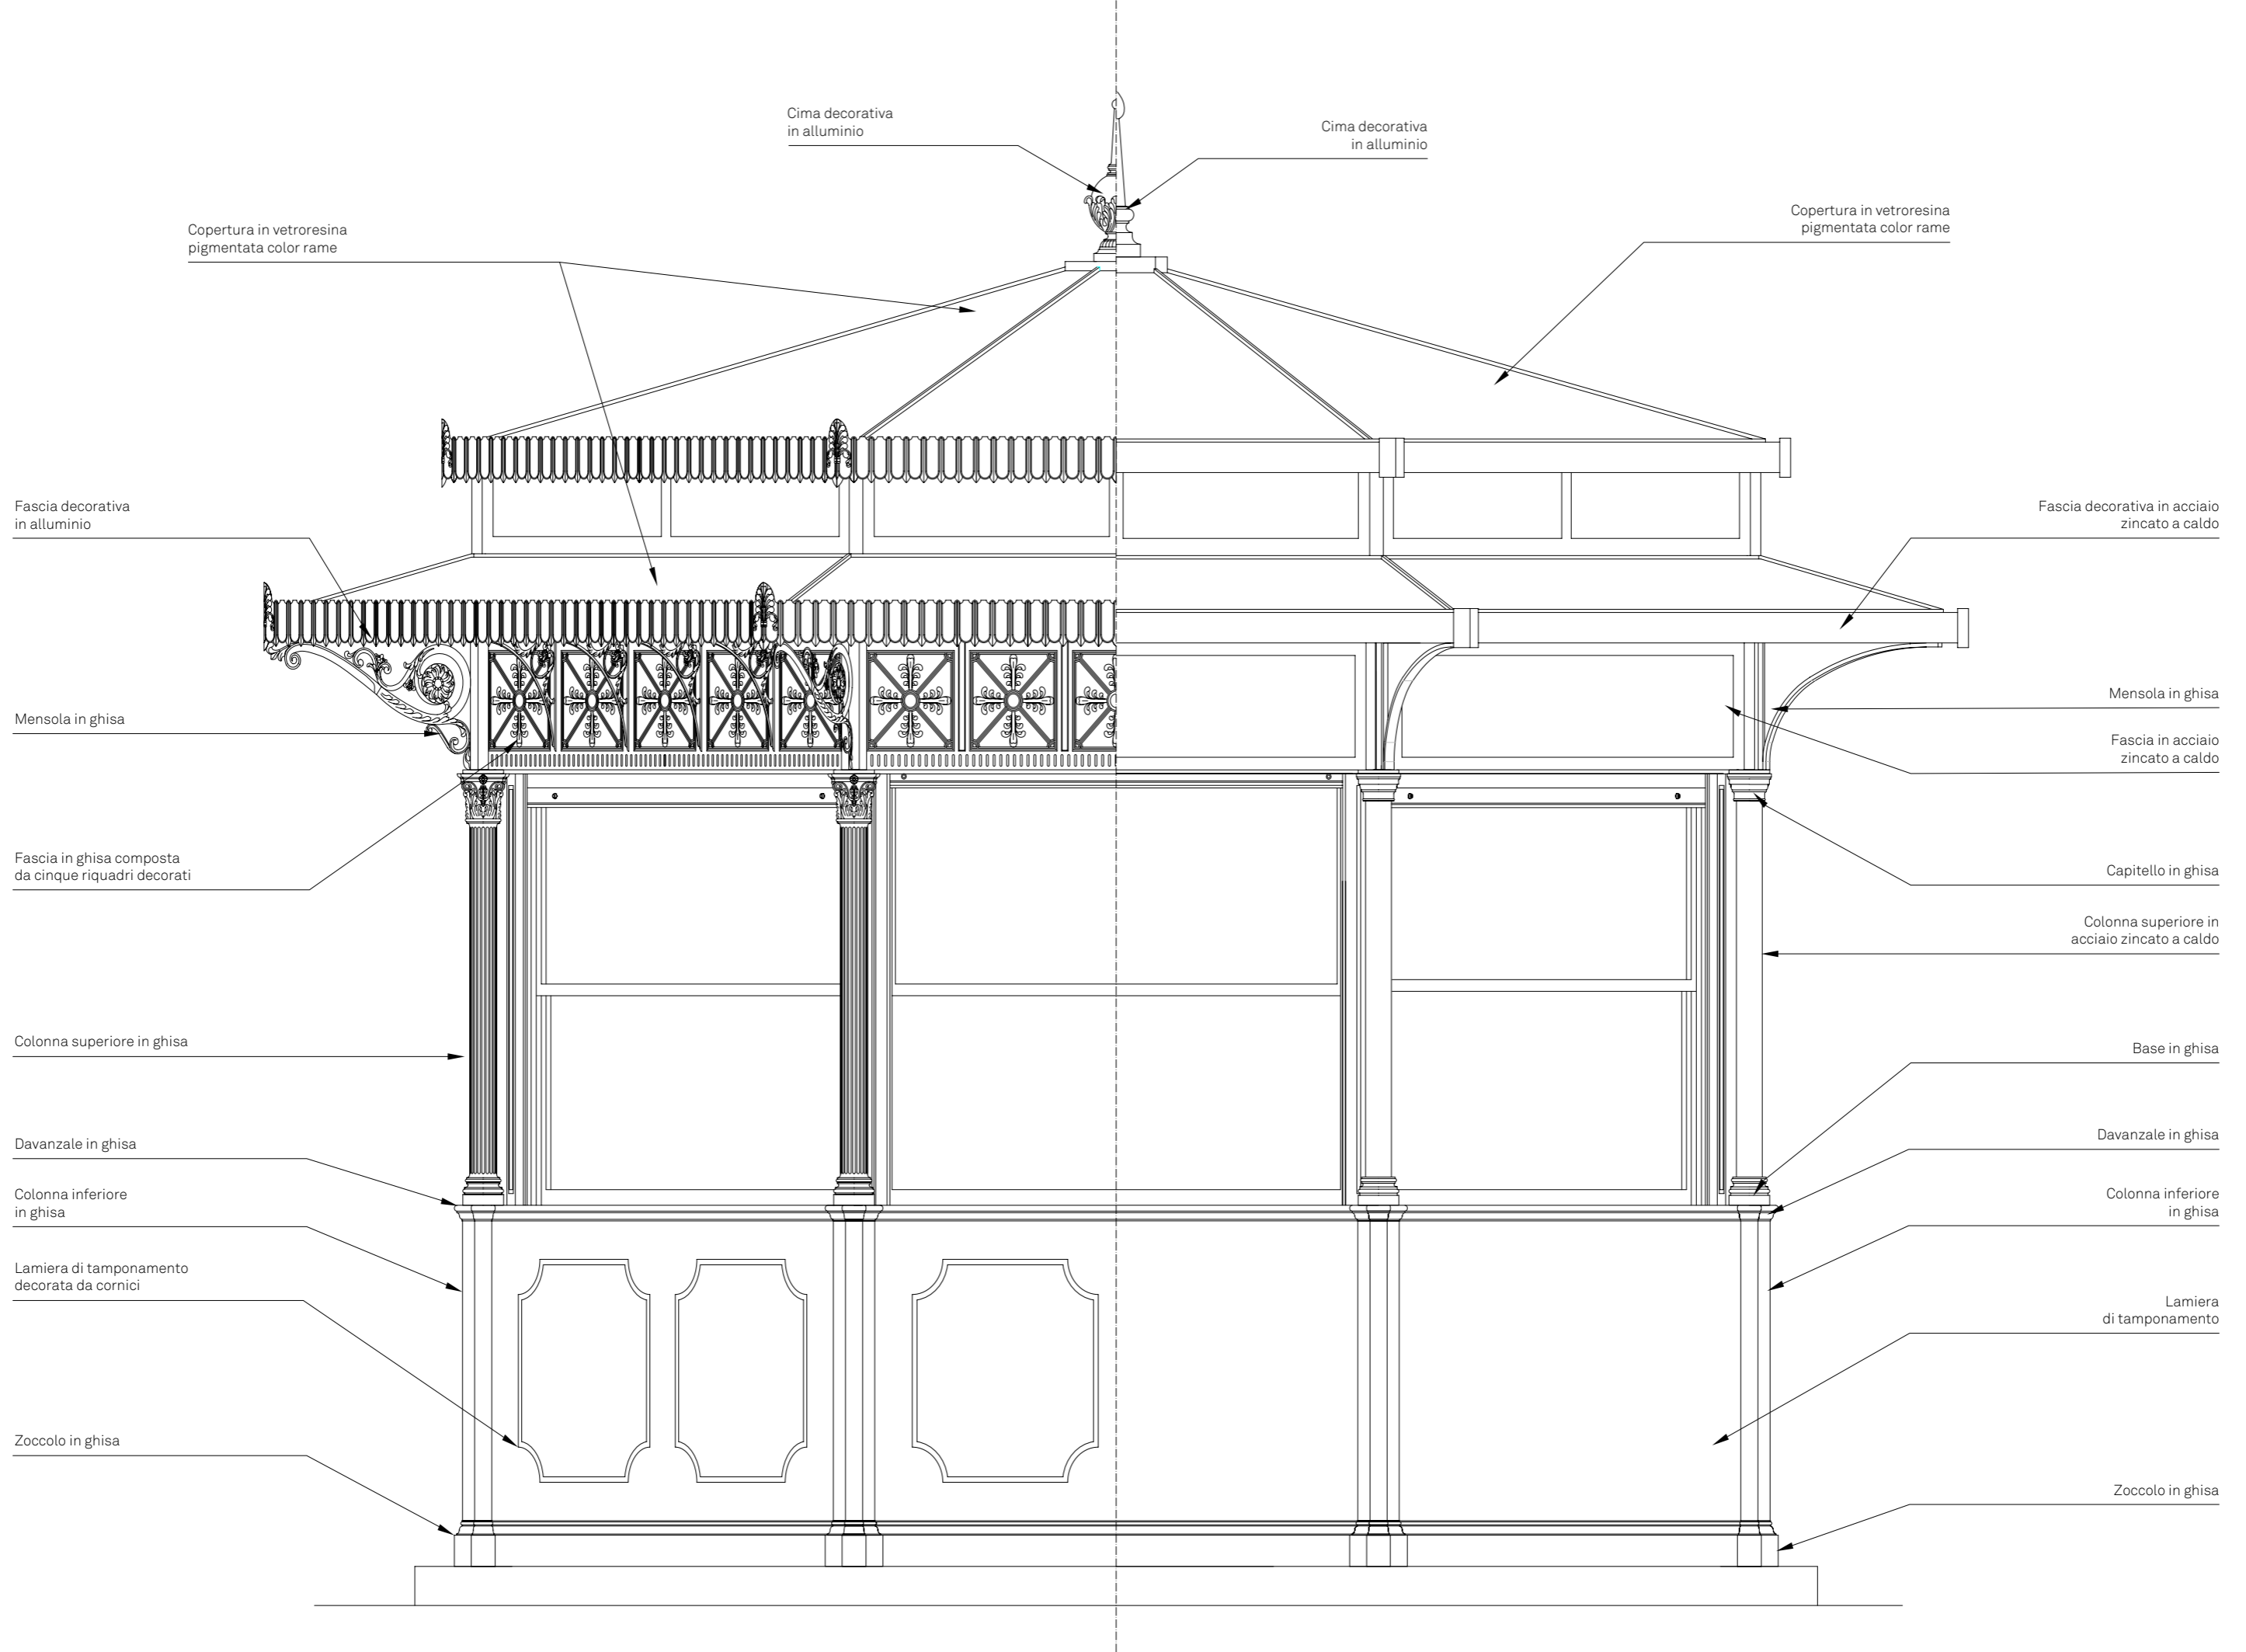 Cima decorativa
in alluminio
Cima decorativa
in alluminio
Copertura in vetroresina
pigmentata color rame
Copertura in vetroresina
pigmentata color rame
Fascia decorativa
in alluminio
Mensola in ghisa
Fascia in ghisa composta
da cinque riquadri decorati
Colonna superiore in ghisa
Davanzale in ghisa
Colonna inferiore
in ghisa
Lamiera di tamponamento
decorata da cornici
Zoccolo in ghisa
Fascia decorativa in acciaio
zincato a caldo
Mensola in ghisa
Fascia in acciaio
zincato a caldo
Capitello in ghisa
Colonna superiore in
acciaio zincato a caldo
Base in ghisa
Davanzale in ghisa
Colonna inferiore
in ghisa
Lamiera
di tamponamento
Zoccolo in ghisa